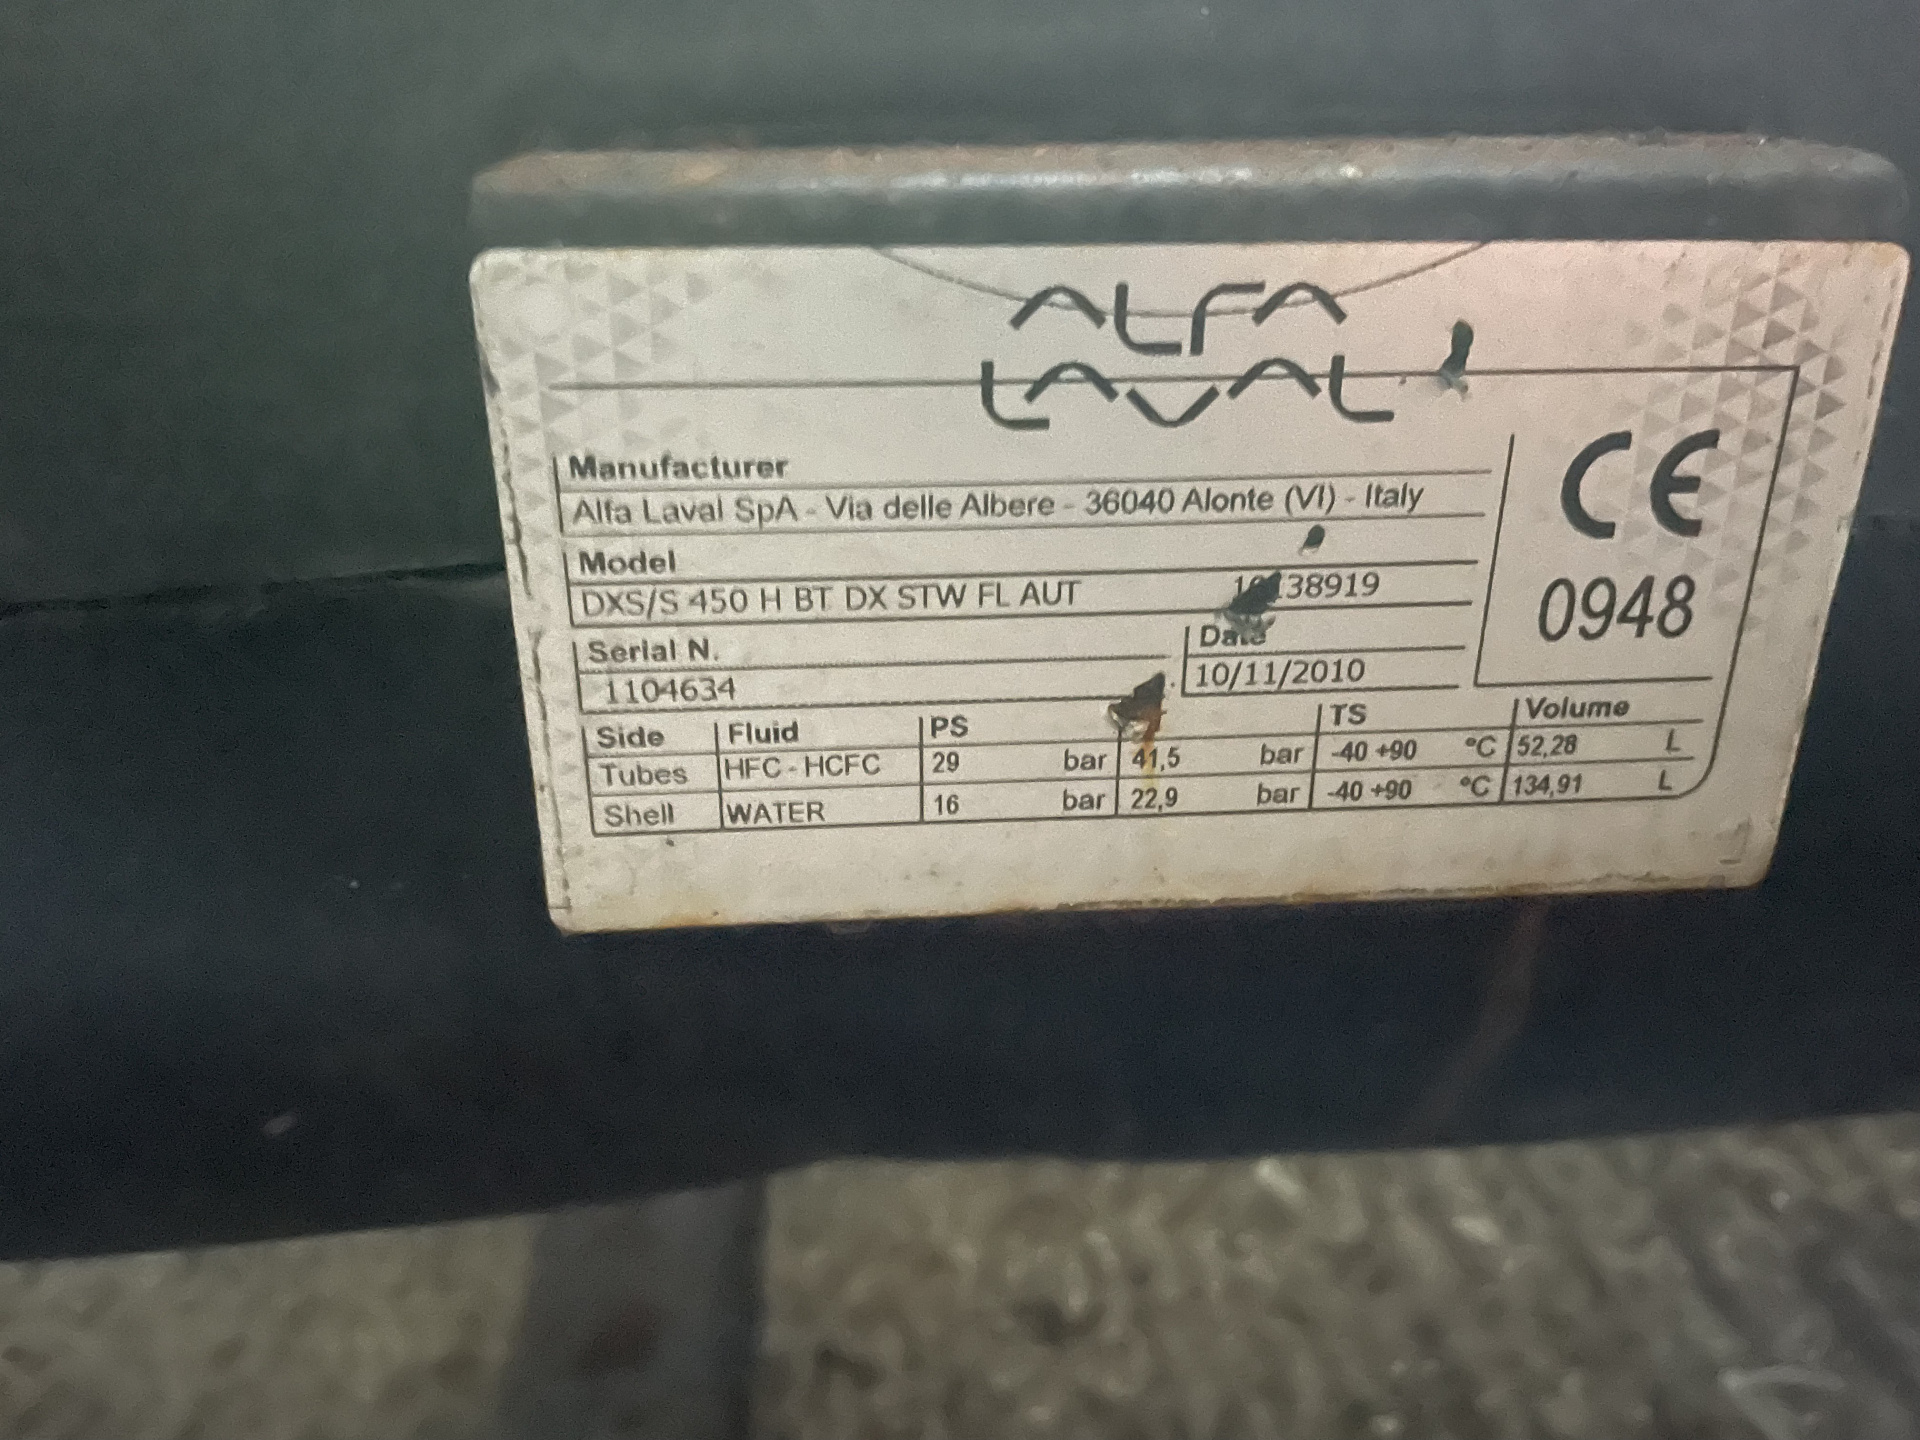 ALFA
LAVAL
Manufacturer
Alfa Laval SpA - Via delle Albere - 36040 Alonte (VI) - Italy
CE
0948
Model
DXS/S 450 H BT DX STW FL AUT
Serial N.
1104634
Date
10/11/2010
Side Fluid PS TS Volume
Tubes HFC - HCFC 29 bar 41,5 bar -40 +90 °C 52,28 L
Shell WATER 16 bar 22,9 bar -40 +90 °C 134,91 L